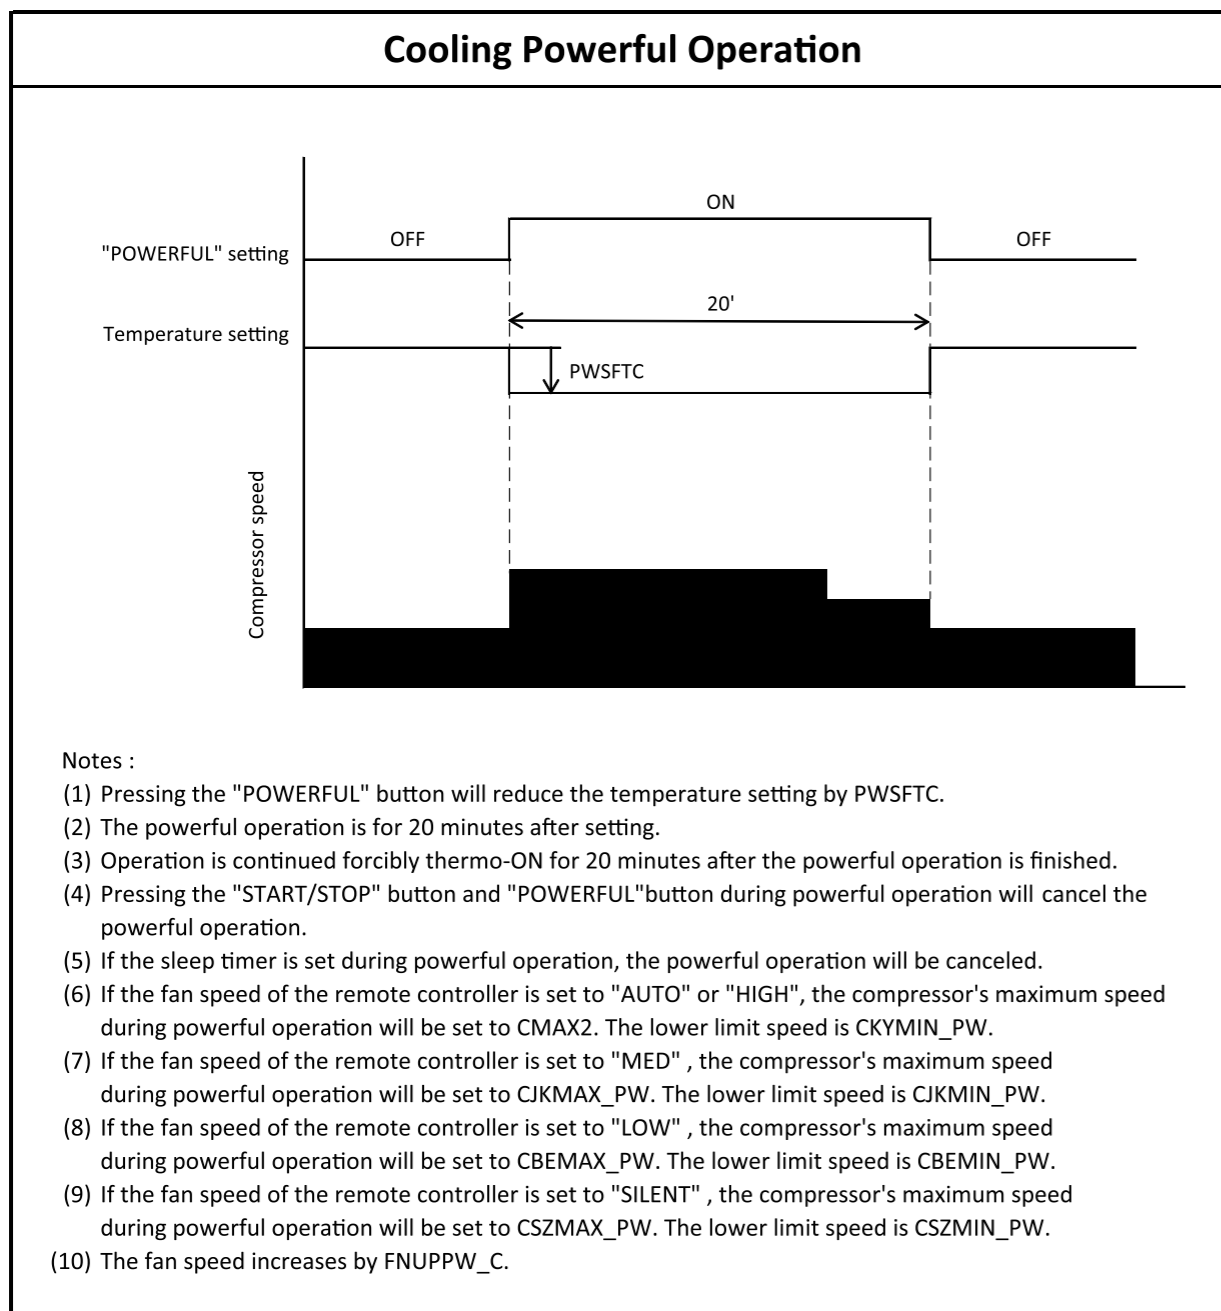 Cooling Powerful Operation
ON
OFF
OFF
"POWERFUL" setting
20'
Temperature setting
PWSFTC
Compressor speed
Notes :
(1) Pressing the "POWERFUL" button will reduce the temperature setting by PWSFTC.
(2) The powerful operation is for 20 minutes after setting.
(3) Operation is continued forcibly thermo-ON for 20 minutes after the powerful operation is finished.
(4) Pressing the "START/STOP" button and "POWERFUL"button during powerful operation will cancel the
powerful operation.
(5) If the sleep timer is set during powerful operation, the powerful operation will be canceled.
(6) If the fan speed of the remote controller is set to "AUTO" or "HIGH", the compressor's maximum speed
during powerful operation will be set to CMAX2. The lower limit speed is CKYMIN_PW.
(7) If the fan speed of the remote controller is set to "MED" , the compressor's maximum speed
during powerful operation will be set to CJKMAX_PW. The lower limit speed is CJKMIN_PW.
(8) If the fan speed of the remote controller is set to "LOW" , the compressor's maximum speed
during powerful operation will be set to CBEMAX_PW. The lower limit speed is CBEMIN_PW.
(9) If the fan speed of the remote controller is set to "SILENT" , the compressor's maximum speed
during powerful operation will be set to CSZMAX_PW. The lower limit speed is CSZMIN_PW.
(10) The fan speed increases by FNUPPW_C.